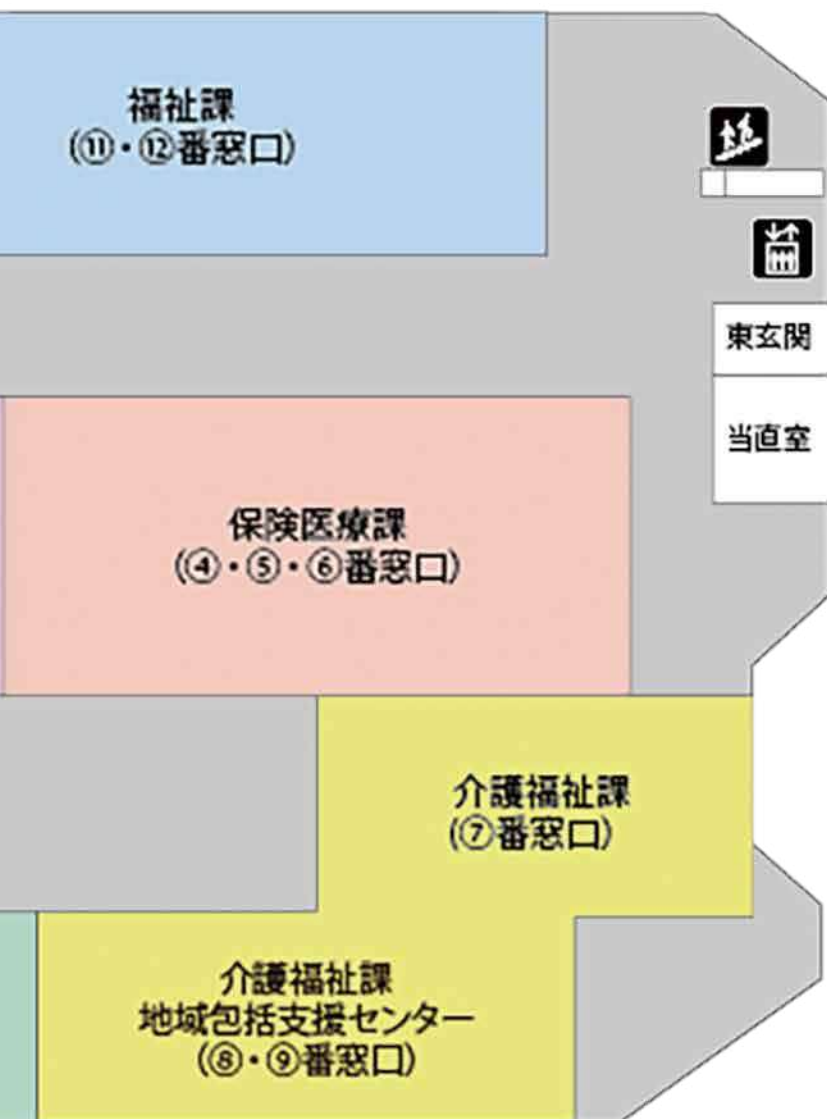 福祉課
(⑪・⑫番窓口)
東玄関
当直室
保険医療課
(④・⑤・⑥番窓口)
介護福祉課
(⑦番窓口)
介護福祉課
地域包括支援センター
(⑧・⑨番窓口)